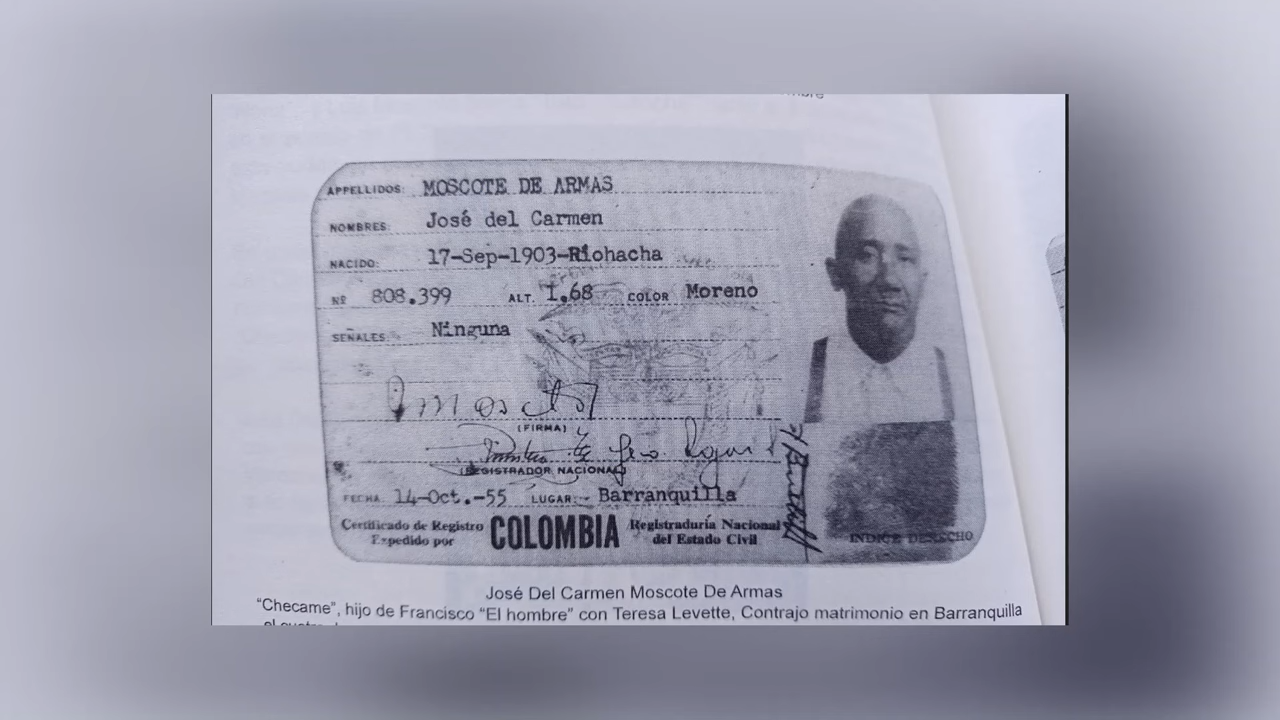 APPELLIDOS: MOSCOTE DE ARMAS
NOMBRES: José del Carmen
NACIDO: 17-Sep-1903-Riohacha
Nº 808.399 ALT. 1,68 COLOR Moreno
SEÑALES: Ninguna
(FIRMA)
(REGISTRADOR NACIONAL)
FECHA 14-Oct.-55 LUGAR:- Barranquilla
Certificado de Registro Expedido por COLOMBIA Registraduría Nacional del Estado Civil
INDICE DERECHO
José Del Carmen Moscote De Armas
“Checame”, hijo de Francisco “El hombre” con Teresa Levette, Contrajo matrimonio en Barranquilla